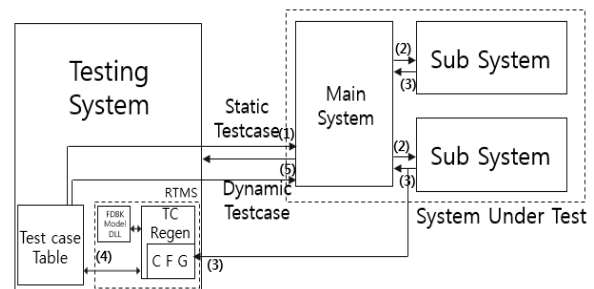 Testing
System
Static
Testcase
(1)
(5)
Dynamic
Testcase
Main
System
(2)
(3)
Sub System
(2)
(3)
Sub System
System Under Test
RTMS
FDBK
Model
DLL
TC
Regen
C F G
(3)
Test case
Table
(4)